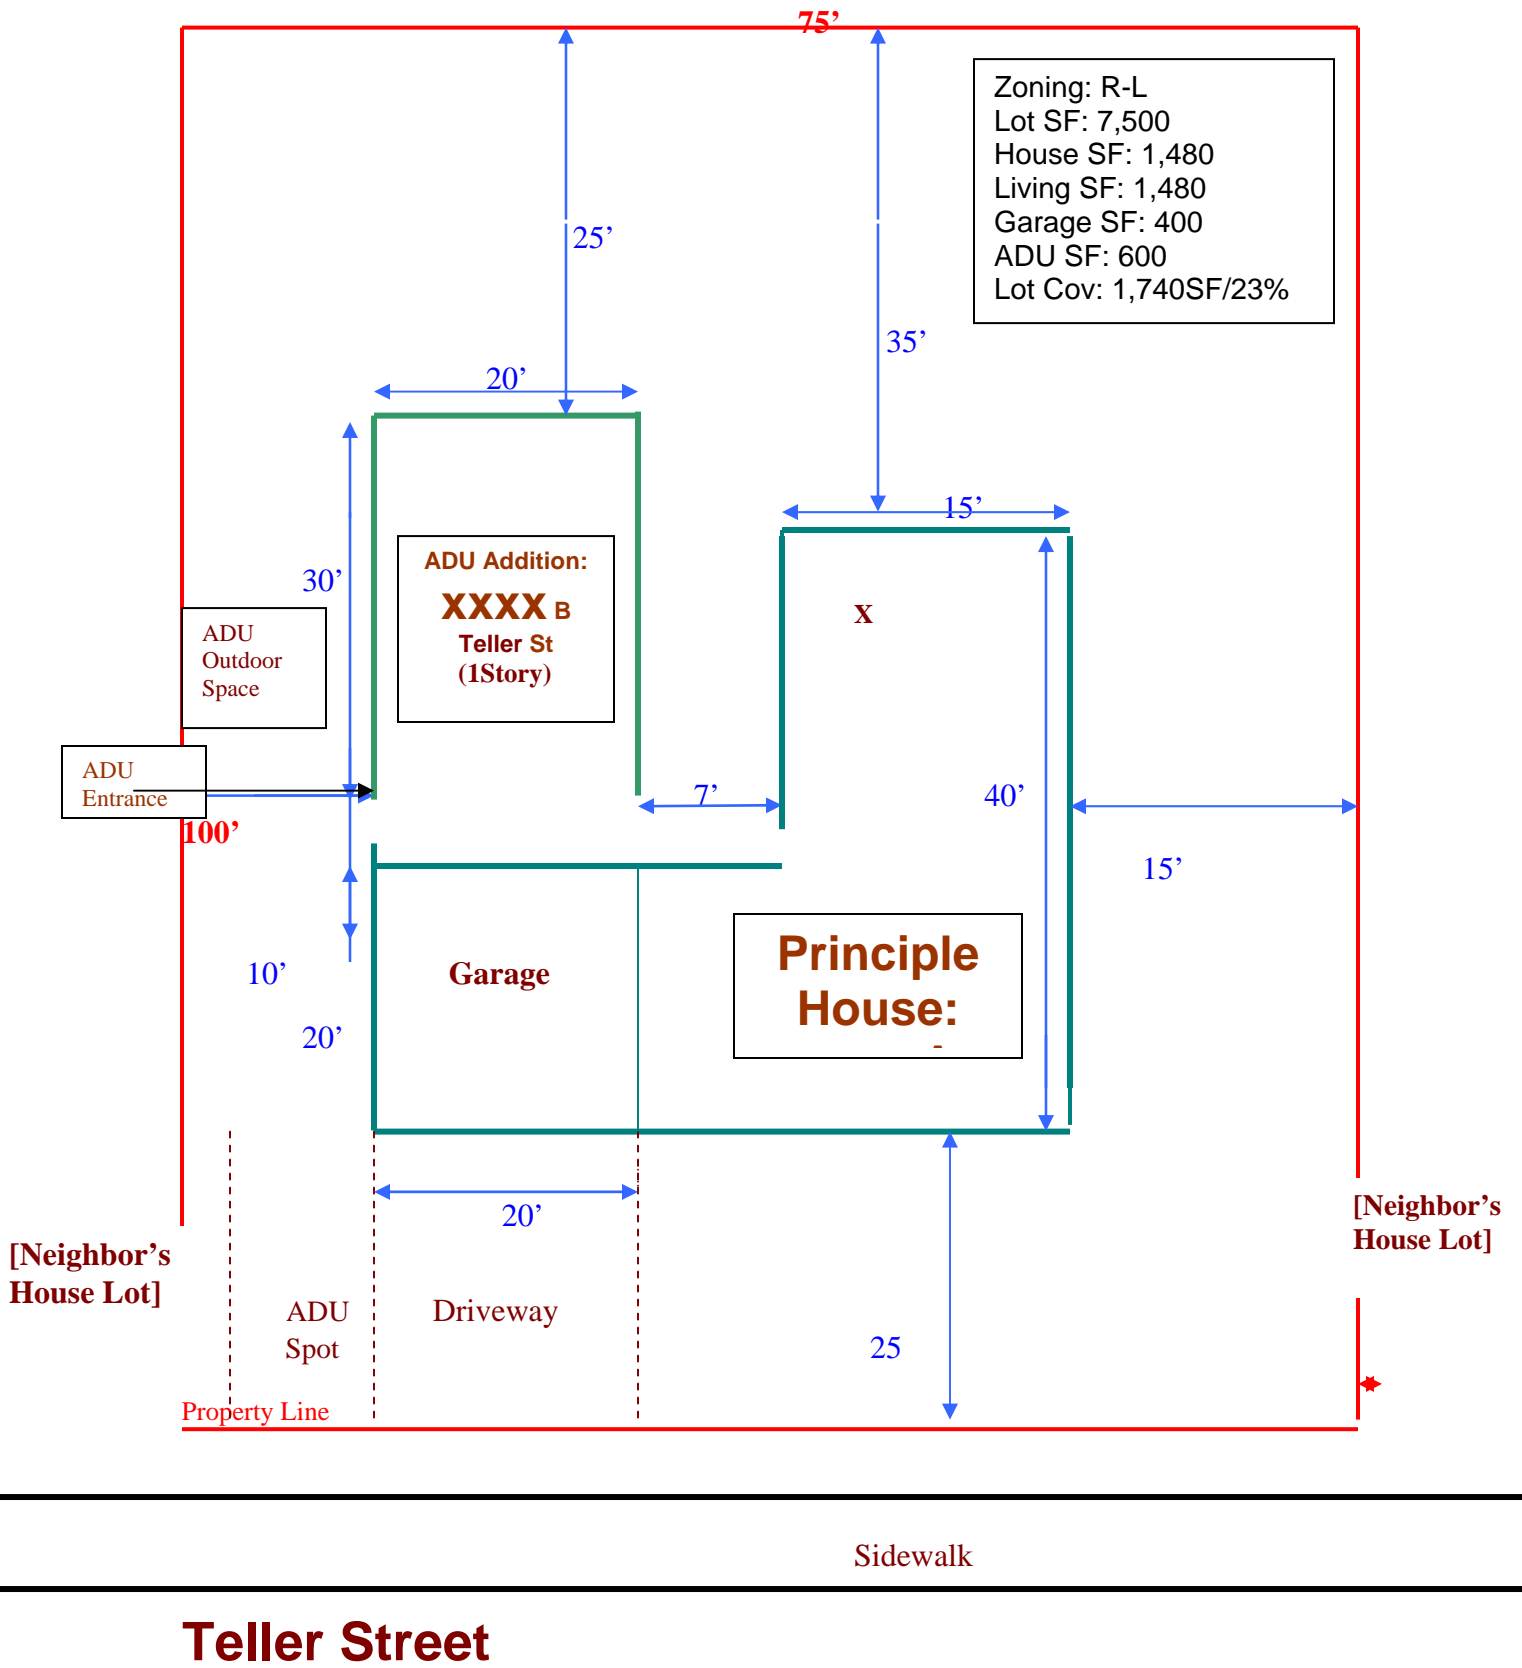 75’
Zoning: R-L
Lot SF: 7,500
House SF: 1,480
Living SF: 1,480
Garage SF: 400
ADU SF: 600
Lot Cov: 1,740SF/23%
25’
35’
20’
15’
30’
ADU Addition:
XXXX B
Teller St
(1Story)
X
ADU
Outdoor
Space
ADU
Entrance
7’
40’
100’
15’
Principle
House:
Garage
10’
20’
20’
[Neighbor’s
House Lot]
[Neighbor’s
House Lot]
ADU
Spot
Driveway
25
Property Line
Sidewalk
Teller Street